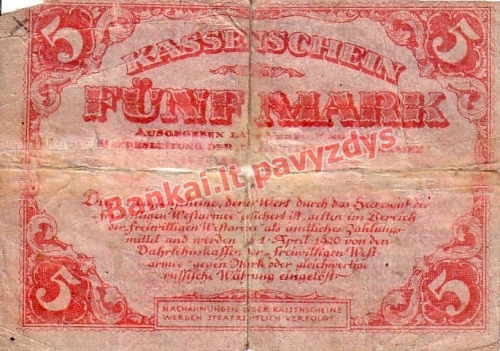 5 5
KASSENSCHEIN
FÜNF MARK
AUSGEGEBEN
DER
Bankai.lt pavyzdys
Die deren Wert durch das Heeresgut der
freiwilligen Westarmee gesichert ist, gelten im Bereich
der freiwilligen Westarmee als amtliches Zahlungs-
mittel und werden 1 April 1920 von den
Darlehnskassen der freiwilligen West-
armee gegen Mark oder gleichwertige
russische Währung eingelöst
5 5
NACHAHMUNGEN DIESER KASSENSCHEINE
WERDEN STRAFRECHTLICH VERFOLGT